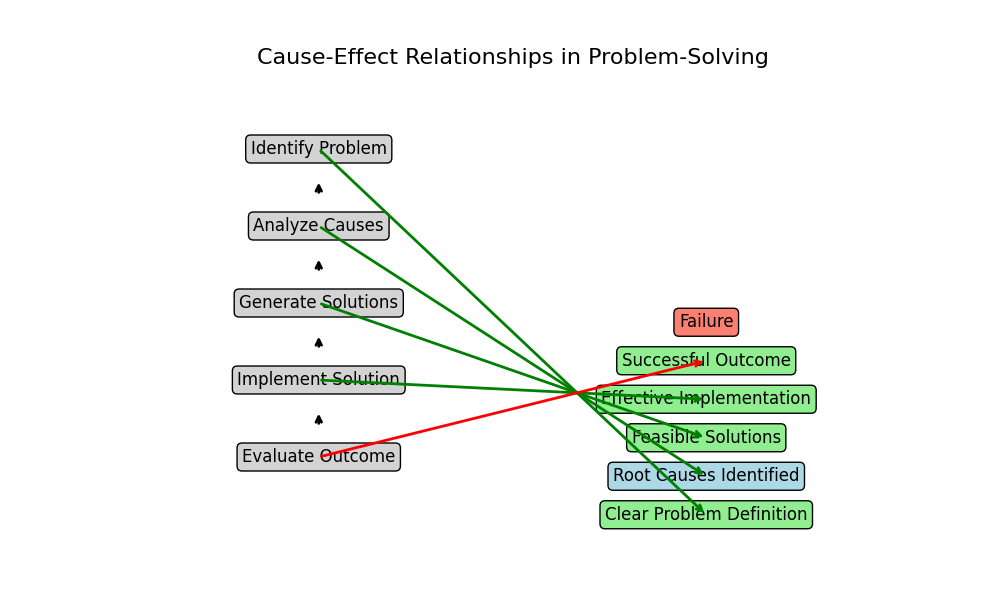 Cause-Effect Relationships in Problem-Solving
Identify Problem
Analyze Causes
Generate Solutions
Implement Solution
Evaluate Outcome
Failure
Successful Outcome
Effective Implementation
Feasible Solutions
Root Causes Identified
Clear Problem Definition